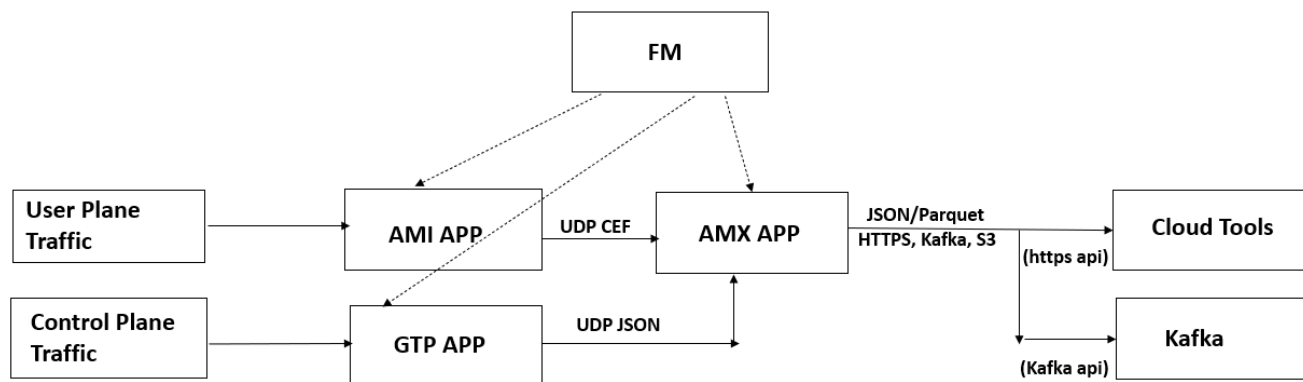 FM
User Plane
Traffic
AMI APP
UDP CEF
AMX APP
JSON/Parquet
HTTPS, Kafka, S3
(https api)
Cloud Tools
Control Plane
Traffic
GTP APP
UDP JSON
(Kafka api)
Kafka